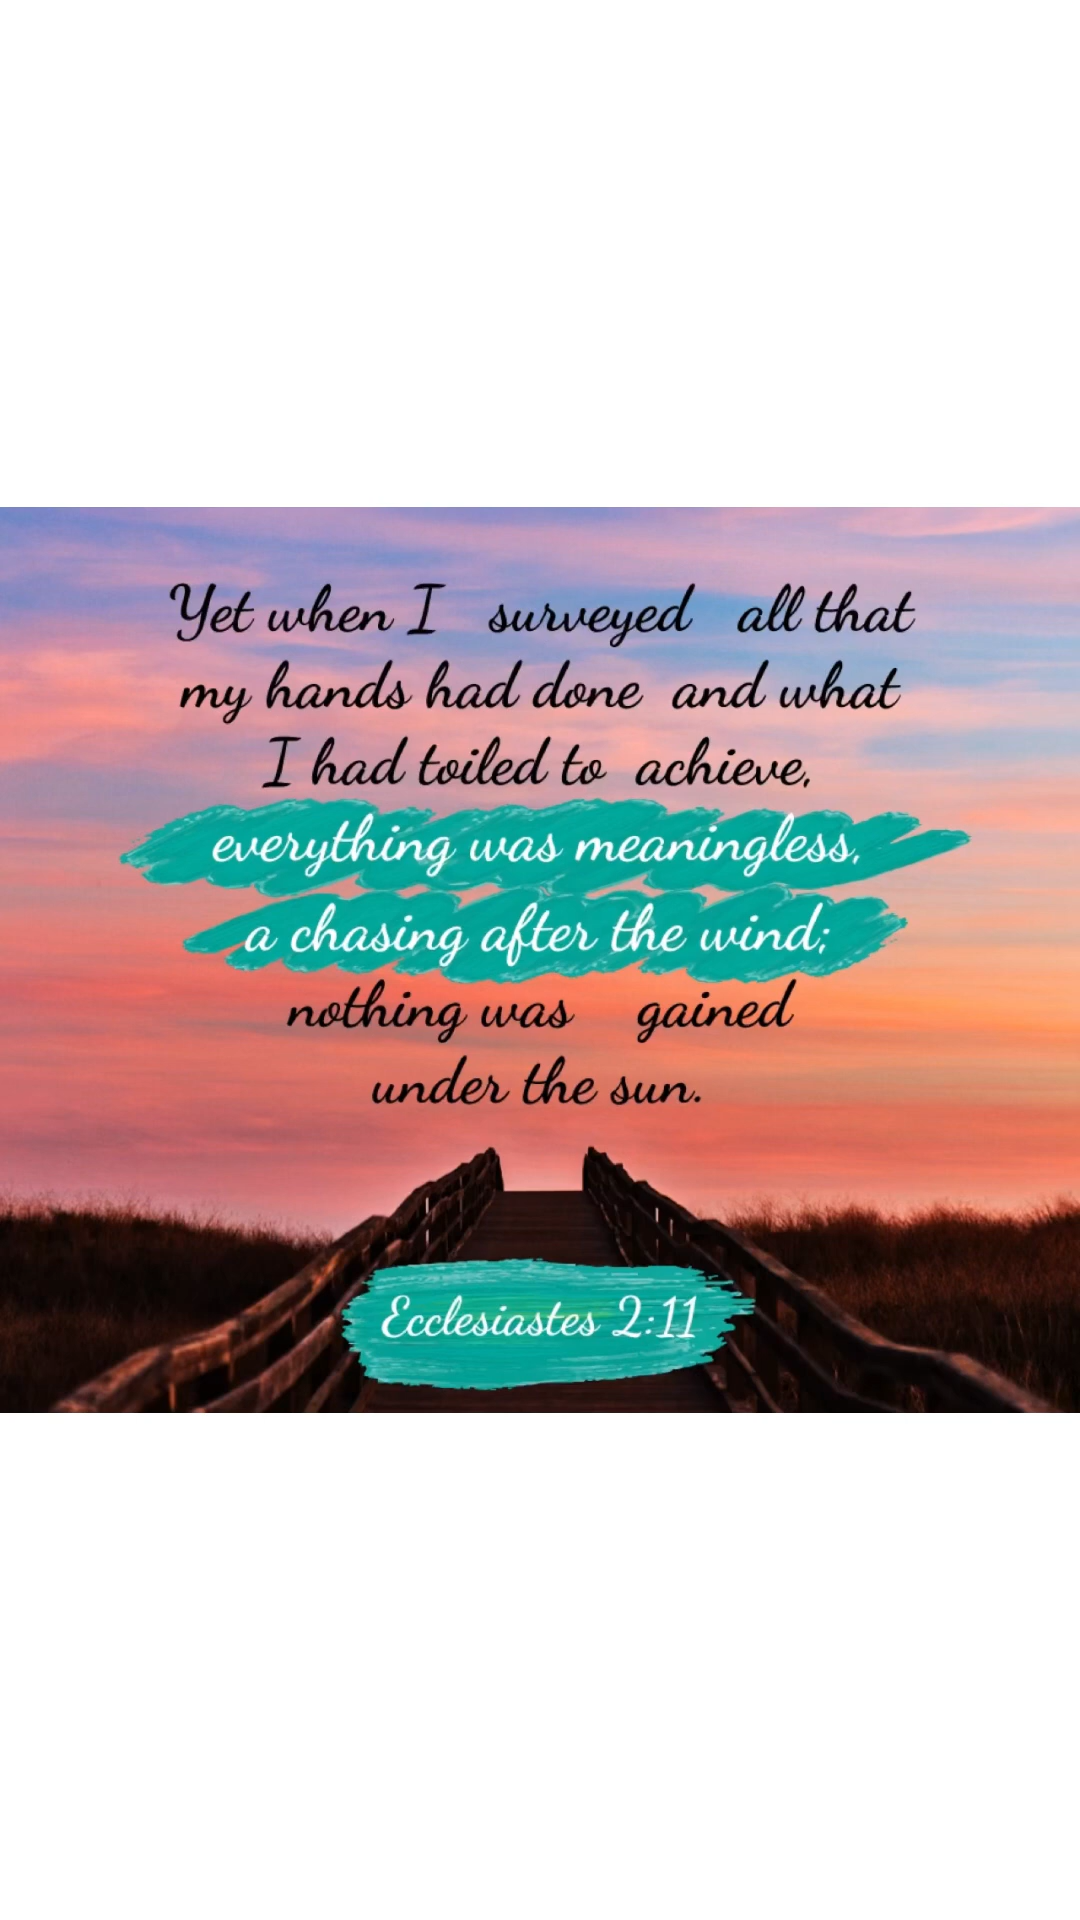 Yet when I surveyed all that
my hands had done and what
I had toiled to achieve,
everything was meaningless,
a chasing after the wind;
nothing was gained
under the sun.
Ecclesiastes 2:11